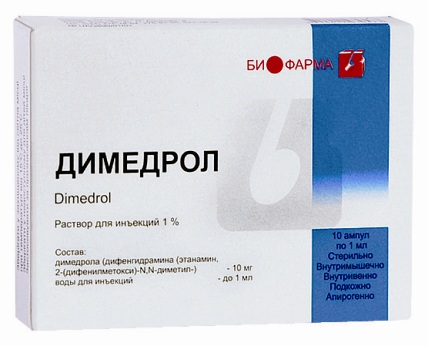 БИОФАРМА
ДИМЕДРОЛ
Dimedrol
Раствор для инъекций 1 %
Состав:
димедрола (дифенгидрамина (этанамин,
2-(дифенилметокси)-N,N-диметил-) - 10 мг
воды для инъекций - до 1 мл
10 ампул
по 1 мл
Стерильно
Внутримышечно
Внутривенно
Подкожно
Апирогенно